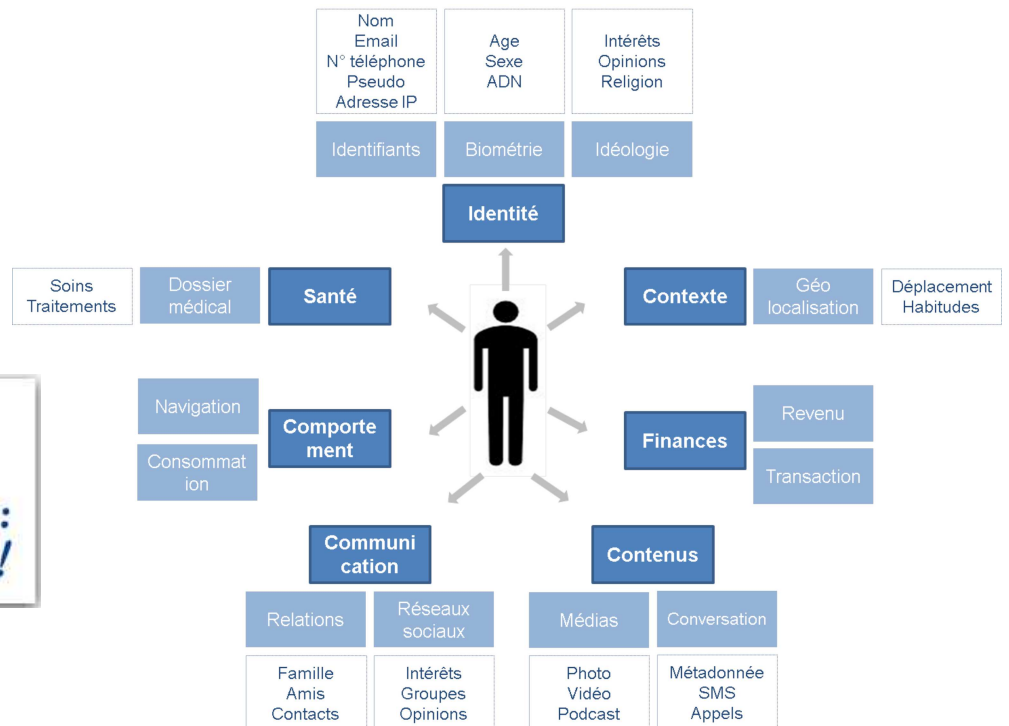 Nom
Email
N° téléphone
Pseudo
Adresse IP
Age
Sexe
ADN
Intérêts
Opinions
Religion
Identifiants
Biométrie
Idéologie
Identité
Soins
Traitements
Dossier
médical
Santé
Contexte
Géo
localisation
Déplacement
Habitudes
Navigation
Consommat
ion
Comporte
ment
Finances
Revenu
Transaction
:
!
Communi
cation
Contenus
Relations
Réseaux
sociaux
Médias
Conversation
Famille
Amis
Contacts
Intérêts
Groupes
Opinions
Photo
Vidéo
Podcast
Métadonnée
SMS
Appels